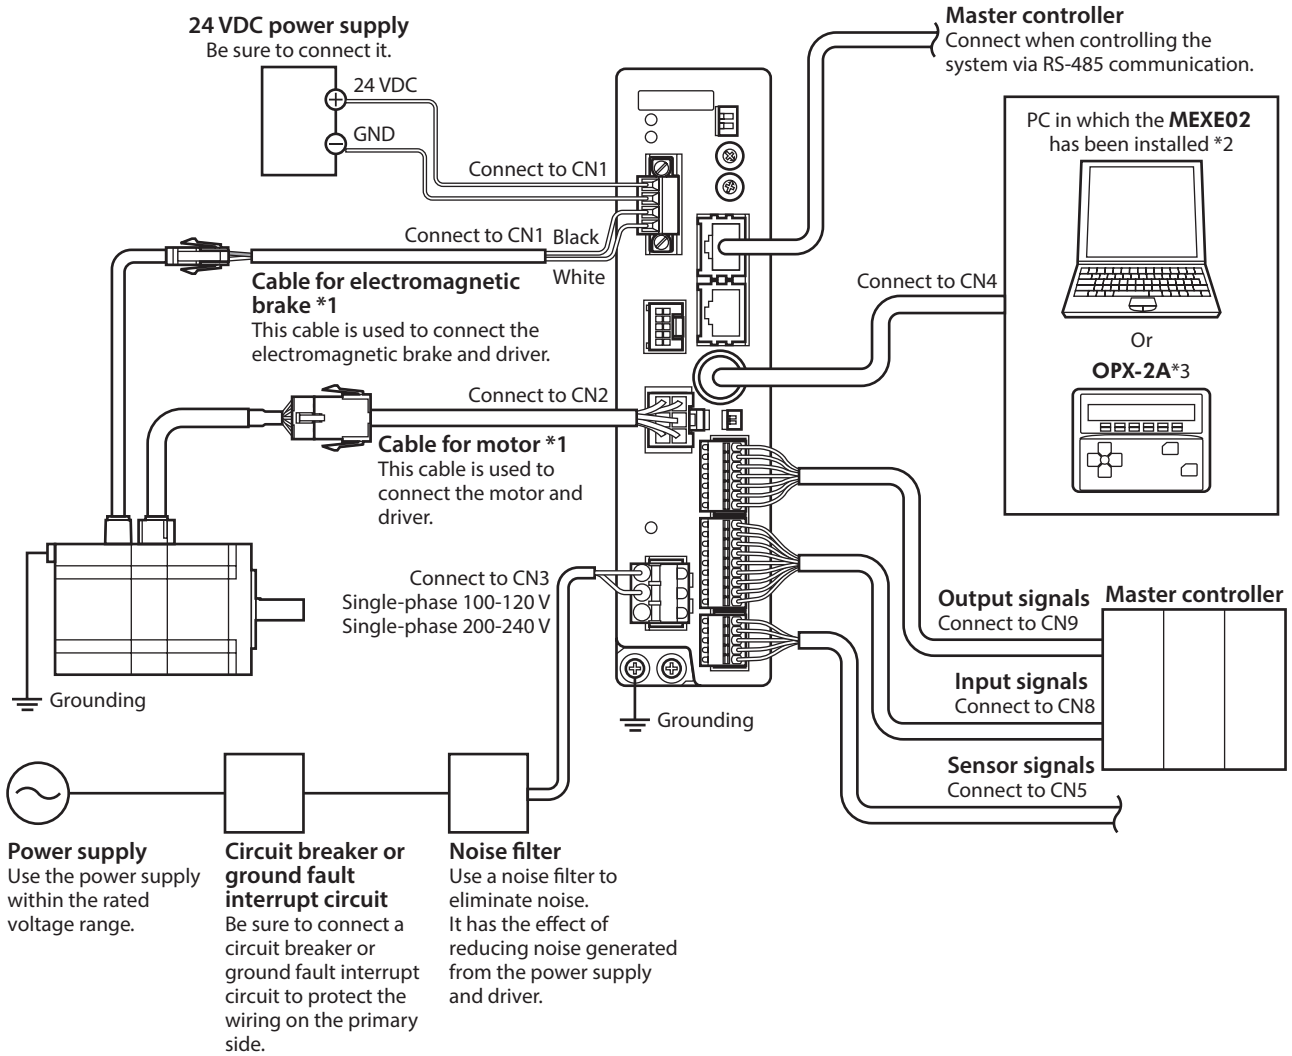 24 VDC power supply
Be sure to connect it.
24 VDC
GND
Connect to CN1
Connect to CN1
Black
White
Cable for electromagnetic
brake *1
This cable is used to connect the
electromagnetic brake and driver.
Connect to CN2
Cable for motor *1
This cable is used to
connect the motor and
driver.
Connect to CN3
Single-phase 100-120 V
Single-phase 200-240 V
Grounding
Grounding
Master controller
Connect when controlling the
system via RS-485 communication.
PC in which the MEXE02
has been installed *2
Connect to CN4
Or
OPX-2A*3
Output signals
Connect to CN9
Master controller
Input signals
Connect to CN8
Sensor signals
Connect to CN5
Power supply
Use the power supply
within the rated
voltage range.
Circuit breaker or
ground fault
interrupt circuit
Be sure to connect a
circuit breaker or
ground fault interrupt
circuit to protect the
wiring on the primary
side.
Noise filter
Use a noise filter to
eliminate noise.
It has the effect of
reducing noise generated
from the power supply
and driver.